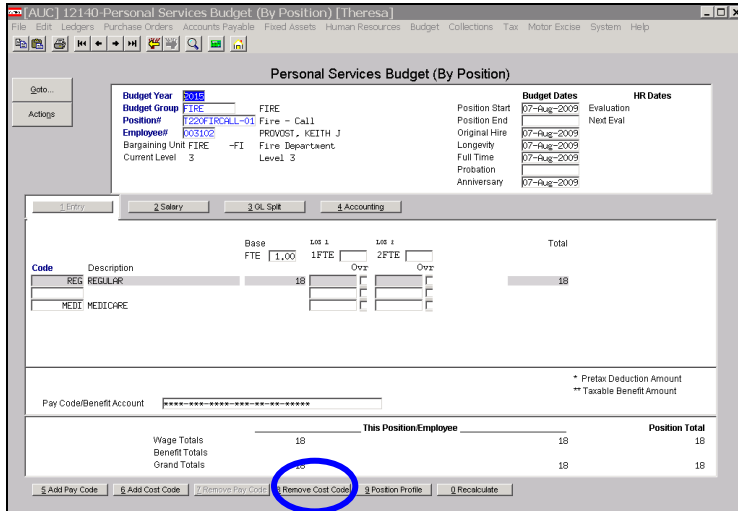 [AUC] 12140-Personal Services Budget (By Position) [Theresa]
File Edit Ledgers Purchase Orders Accounts Payable Fixed Assets Human Resources Budget Collections Tax Motor Excise System Help
Personal Services Budget (By Position)
Goto...
Actions
Budget Year 2015 Budget Dates HR Dates
Budget Group FIRE FIRE Position Start 07-Aug-2009 Evaluation
Position# T220FIRCALL-01 Fire - Call Position End Next Eval
Employee# 003102 PROVOST, KEITH J Original Hire 07-Aug-2009
Bargaining Unit FIRE -FI Fire Department Longevity 07-Aug-2009
Current Level 3 Level 3 Full Time 07-Aug-2009
Probation
Anniversary 07-Aug-2009
1 Entry 2 Salary 3 GL Split 4 Accounting
Base LOS 1 LOS 2 Total
FTE 1.00 1FTE 2FTE
Code Description Ovr Ovr
REG REGULAR 18 18
MEDI MEDICARE
* Pretax Deduction Amount
** Taxable Benefit Amount
Pay Code/Benefit Account ****-***-****-***-**-**-*****
This Position/Employee Position Total
Wage Totals 18 18 18
Benefit Totals
Grand Totals 18 18 18
5 Add Pay Code 6 Add Cost Code 7 Remove Pay Code Remove Cost Code 9 Position Profile 0 Recalculate